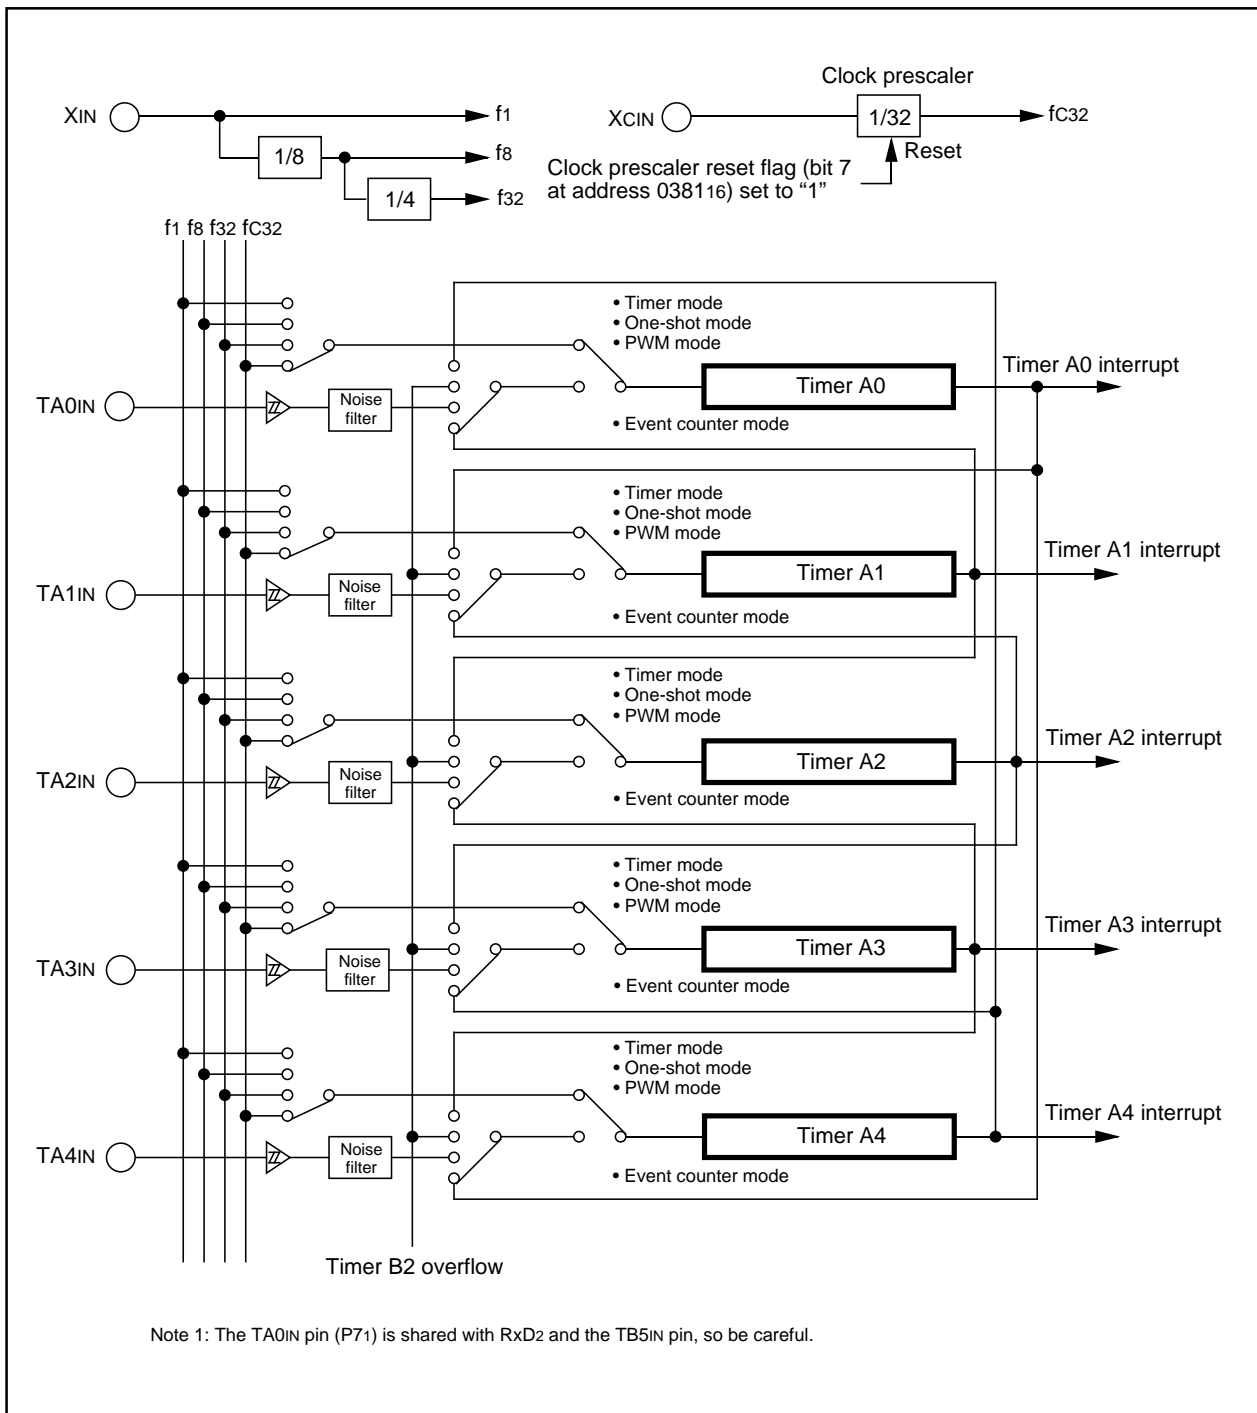 Clock prescaler
XIN
f1
XCIN
1/32
fC32
1/8
f8
Reset
Clock prescaler reset flag (bit 7
at address 038116) set to “1”
1/4
f32
f1 f8 f32 fC32
• Timer mode
• One-shot mode
• PWM mode
Timer A0 interrupt
Timer A0
TA0IN
Noise
filter
• Event counter mode
• Timer mode
• One-shot mode
• PWM mode
Timer A1 interrupt
Timer A1
TA1IN
Noise
filter
• Event counter mode
• Timer mode
• One-shot mode
• PWM mode
Timer A2 interrupt
Timer A2
TA2IN
Noise
filter
• Event counter mode
• Timer mode
• One-shot mode
• PWM mode
Timer A3 interrupt
Timer A3
TA3IN
Noise
filter
• Event counter mode
• Timer mode
• One-shot mode
• PWM mode
Timer A4 interrupt
Timer A4
TA4IN
Noise
filter
• Event counter mode
Timer B2 overflow
Note 1: The TA0IN pin (P71) is shared with RxD2 and the TB5IN pin, so be careful.